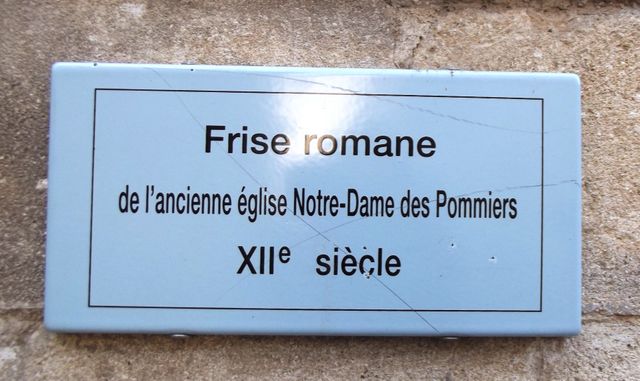 Frise romane
de l'ancienne église Notre-Dame des Pommiers
XIIe siècle